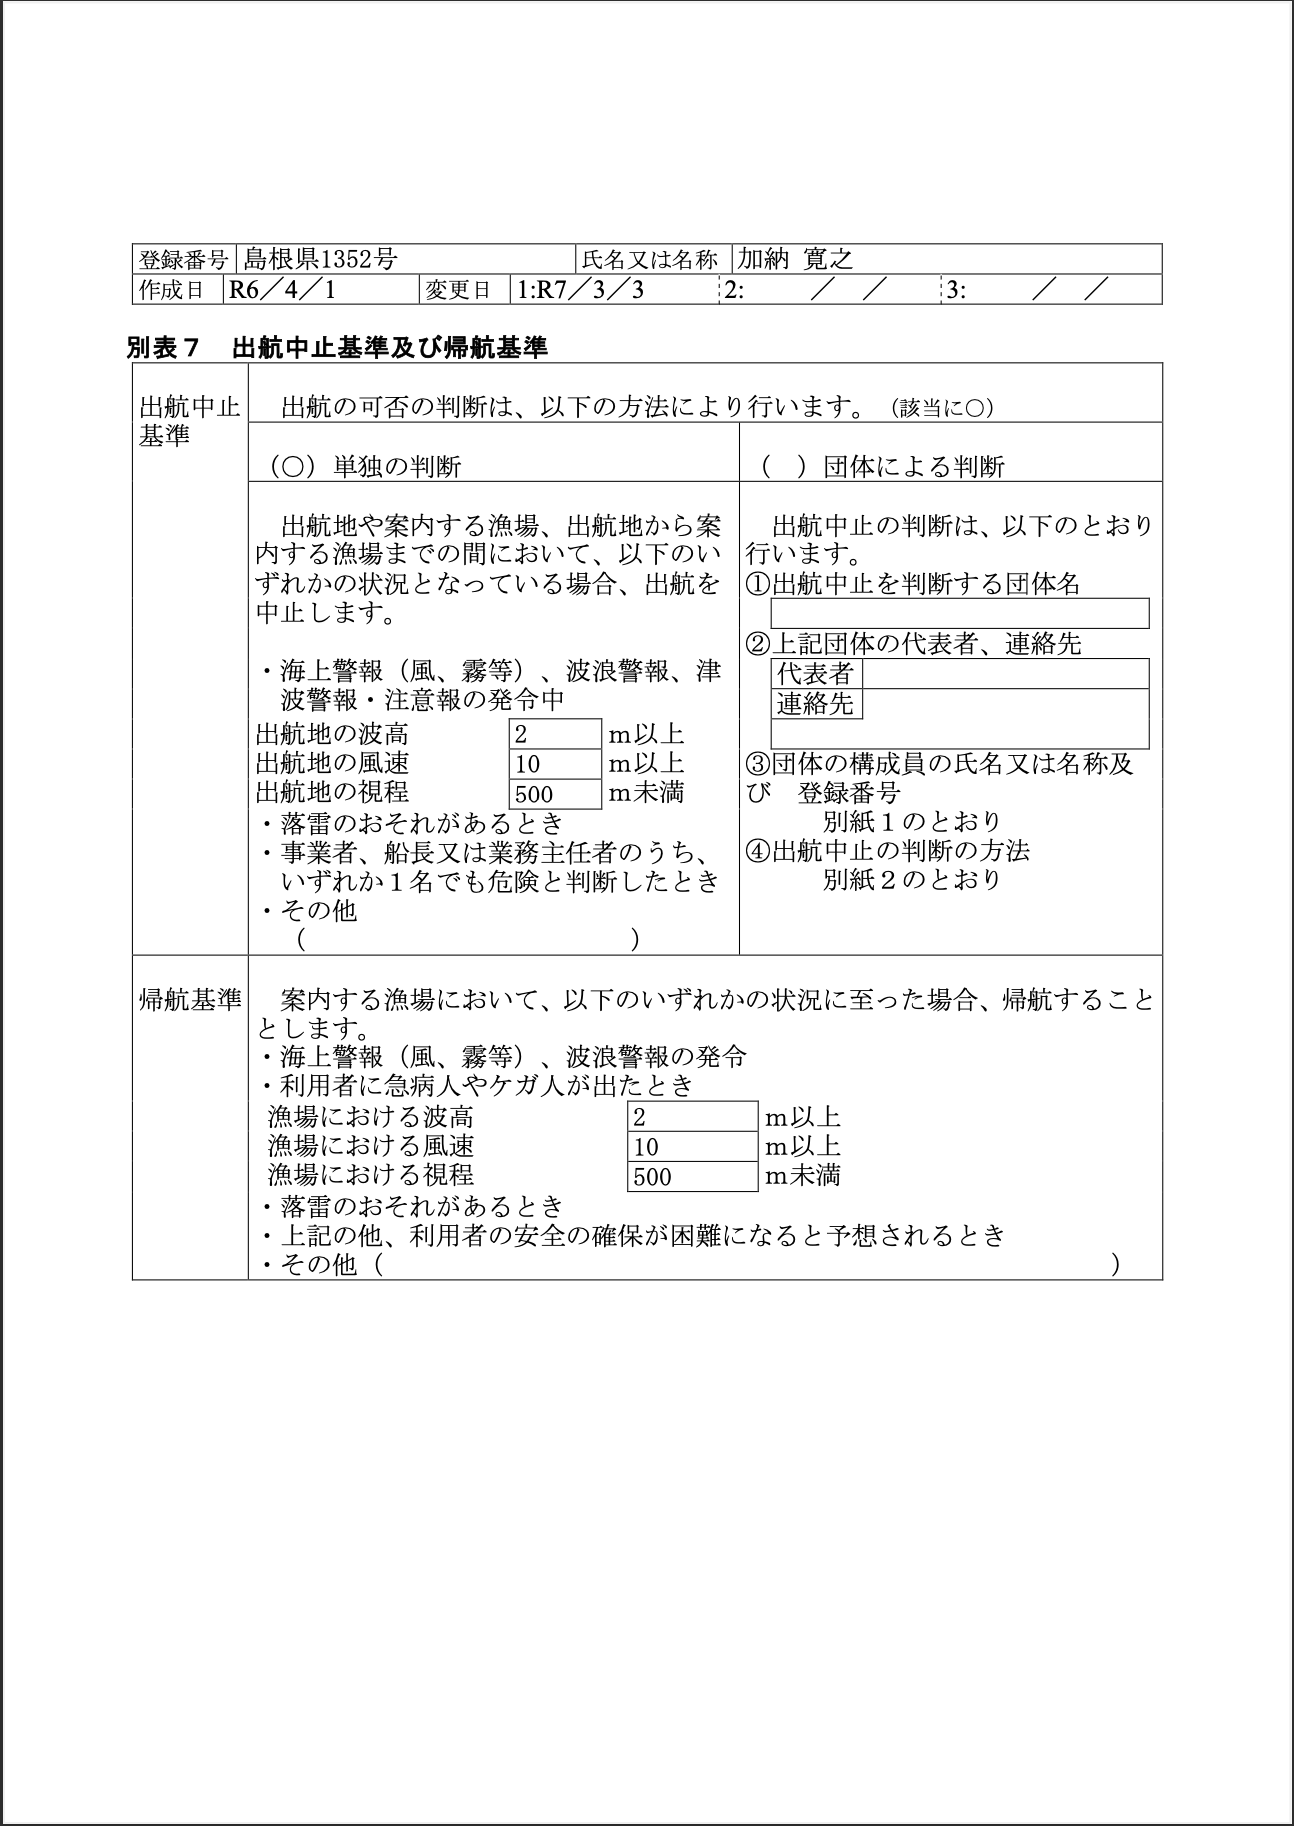 登録番号 島根県1352号 氏名又は名称 加納 寛之
作成日 R6／4／1 変更日 1:R7／3／3 2: ／ ／ 3: ／ ／
別表７　出航中止基準及び帰航基準
出航中止基準
出航の可否の判断は、以下の方法により行います。（該当に○）
（○）単独の判断
（　）団体による判断
出航地や案内する漁場、出航地から案
内する漁場までの間において、以下のい
ずれかの状況となっている場合、出航を
中止します。
・海上警報（風、霧等）、波浪警報、津
波警報・注意報の発令中
出航地の波高 2 m以上
出航地の風速 10 m以上
出航地の視程 500 m未満
・落雷のおそれがあるとき
・事業者、船長又は業務主任者のうち、
いずれか１名でも危険と判断したとき
・その他
（　　　　　　　　　　　　）
出航中止の判断は、以下のとおり
行います。
①出航中止を判断する団体名
②上記団体の代表者、連絡先
代表者
連絡先
③団体の構成員の氏名又は名称及
び　登録番号
別紙１のとおり
④出航中止の判断の方法
別紙２のとおり
帰航基準
案内する漁場において、以下のいずれかの状況に至った場合、帰航すること
とします。
・海上警報（風、霧等）、波浪警報の発令
・利用者に急病人やケガ人が出たとき
漁場における波高 2 m以上
漁場における風速 10 m以上
漁場における視程 500 m未満
・落雷のおそれがあるとき
・上記の他、利用者の安全の確保が困難になると予想されるとき
・その他（　　　　　　　　　　　　　　　　　　　　　　　　　　　　）